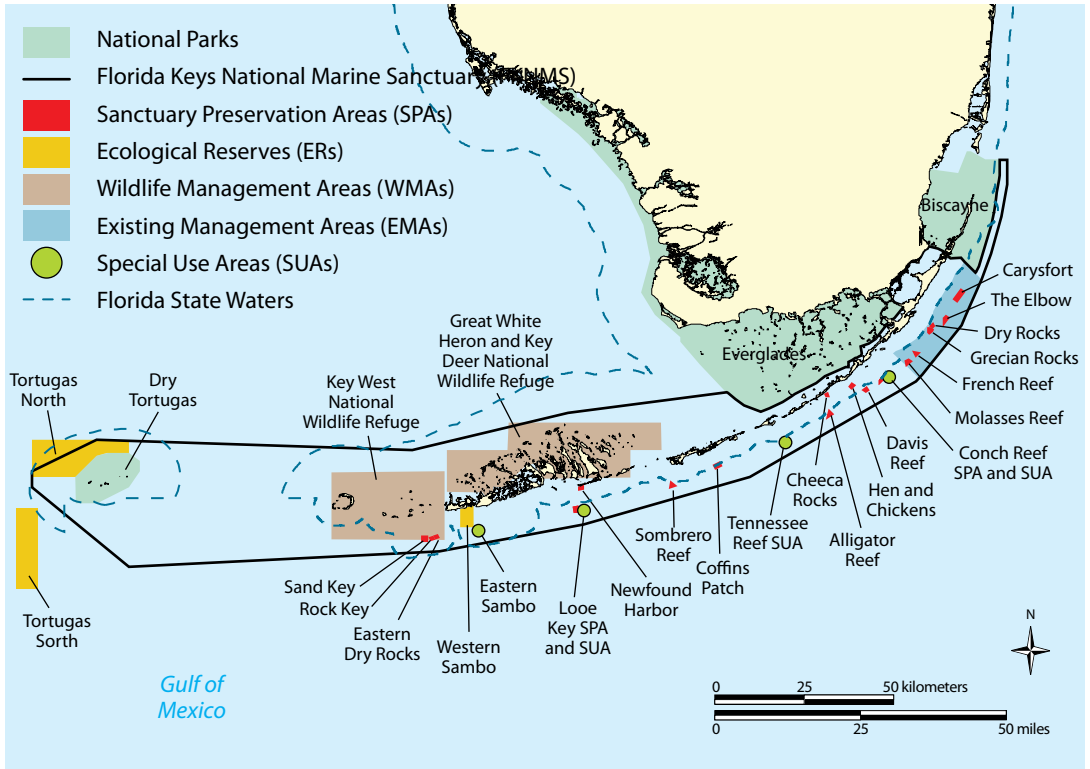 National Parks
Florida Keys National Marine Sanctuary (FKNMS)
Sanctuary Preservation Areas (SPAs)
Ecological Reserves (ERs)
Wildlife Management Areas (WMAs)
Existing Management Areas (EMAs)
Special Use Areas (SUAs)
Florida State Waters
Biscayne
Everglades
Great White
Heron and Key
Deer National
Wildlife Refuge
Key West
National
Wildlife Refuge
Tortugas
North
Dry
Tortugas
Tortugas
Sorth
Carysfort
The Elbow
Dry Rocks
Grecian Rocks
French Reef
Molasses Reef
Conch Reef
SPA and SUA
Davis
Reef
Hen and
Chickens
Cheeca
Rocks
Alligator
Reef
Tennessee
Reef SUA
Coffins
Patch
Sombrero
Reef
Newfound
Harbor
Looe
Key SPA
and SUA
Eastern
Sambo
Western
Sambo
Sand Key
Rock Key
Eastern
Dry Rocks
Gulf of
Mexico
N
0 25 50 kilometers
0 25 50 miles